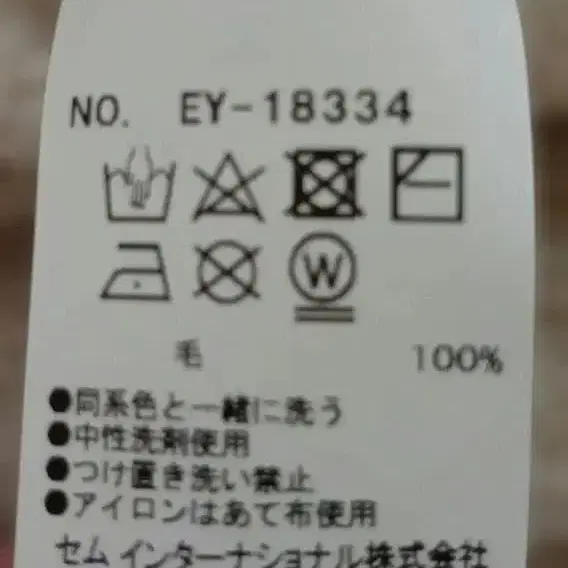 NO. EY-18334
W
毛 100%
●同系色と一緒に洗う
●中性洗剤使用
●つけ置き洗い禁止
●アイロンはあて布使用
セム インターナショナル株式会社